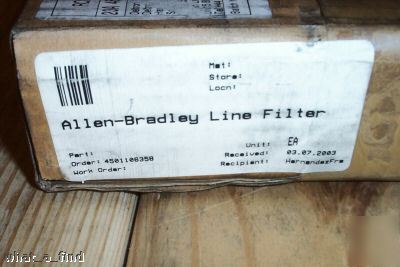 Mat:
Store:
Locn:
Allen-Bradley Line Filter
Part:
Order: 4501106358
Work Order:
Unit: EA
Received: 03.07.2003
Recipient: HernandezFra
what_a_find